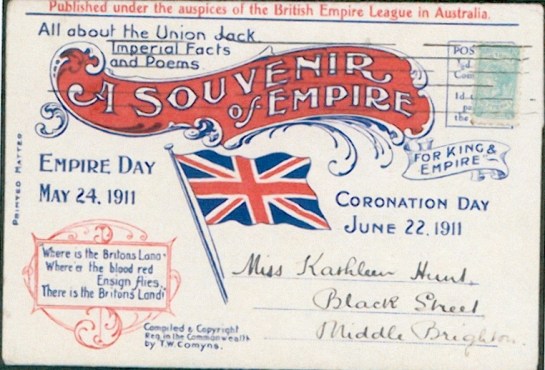 Published under the auspices of the British Empire League in Australia.
All about the Union Jack
Imperial Facts
and Poems
A SOUVENIR
OF EMPIRE
POS
FOR KING &
EMPIRE
EMPIRE DAY
MAY 24, 1911
CORONATION DAY
JUNE 22, 1911
PRINTED MATTER
Where is the Britons Land
Where e'r the blood red
Ensign flies,
There is the Britons Land!
Miss Kathleen Hunt,
Black Street
Middle Brighton.
Compiled & Copyright
Reg. in the Commonwealth
by T.W. Comyns.